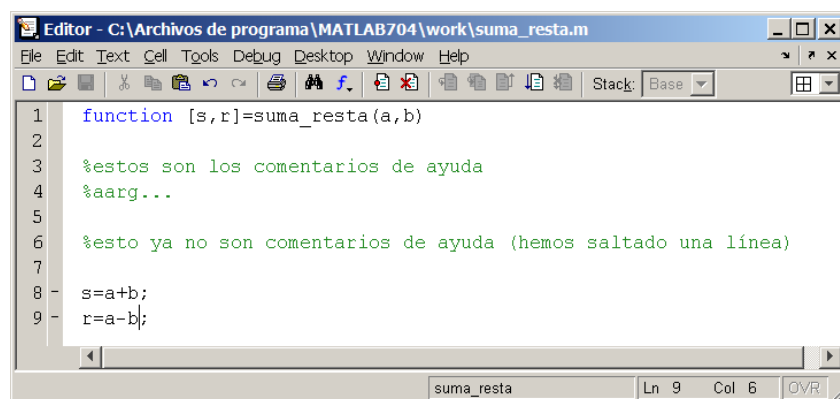 Editor - C:\Archivos de programa\MATLAB704\work\suma_resta.m
File Edit Text Cell Tools Debug Desktop Window Help
Stack: Base
1 function [s,r]=suma_resta(a,b)
2
3 %estos son los comentarios de ayuda
4 %aarg...
5
6 %esto ya no son comentarios de ayuda (hemos saltado una línea)
7
8 - s=a+b;
9 - r=a-b;
suma_resta Ln 9 Col 6 OVR